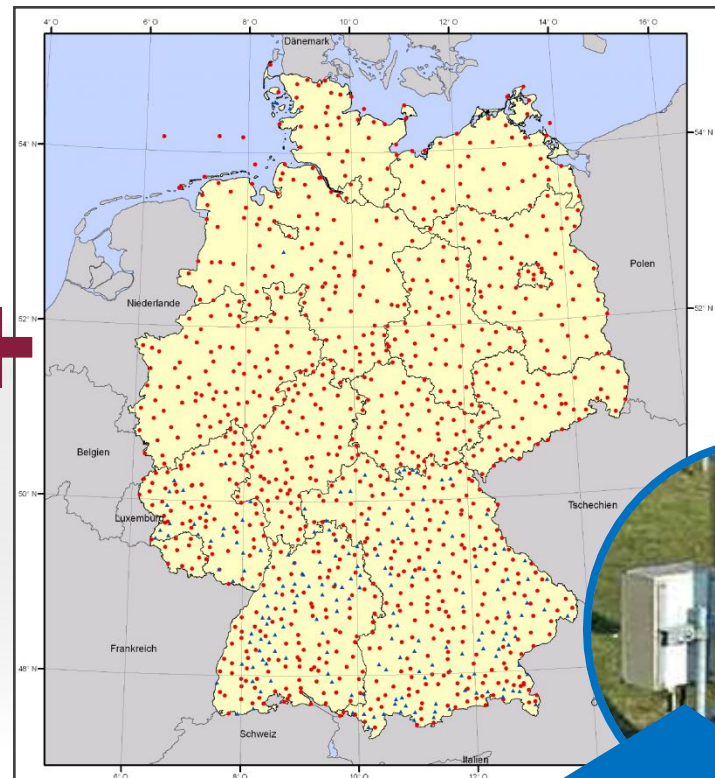 4° O 6° O 8° O 10° O 12° O 14° O 16° O
Dänemark
54° N 54° N
Polen
Niederlande
52° N 52° N
Belgien
50° N
Tschechien
Luxemburg
Frankreich
48° N
Schweiz
Italien
6° O 8° O 10° O 12° O 14° O